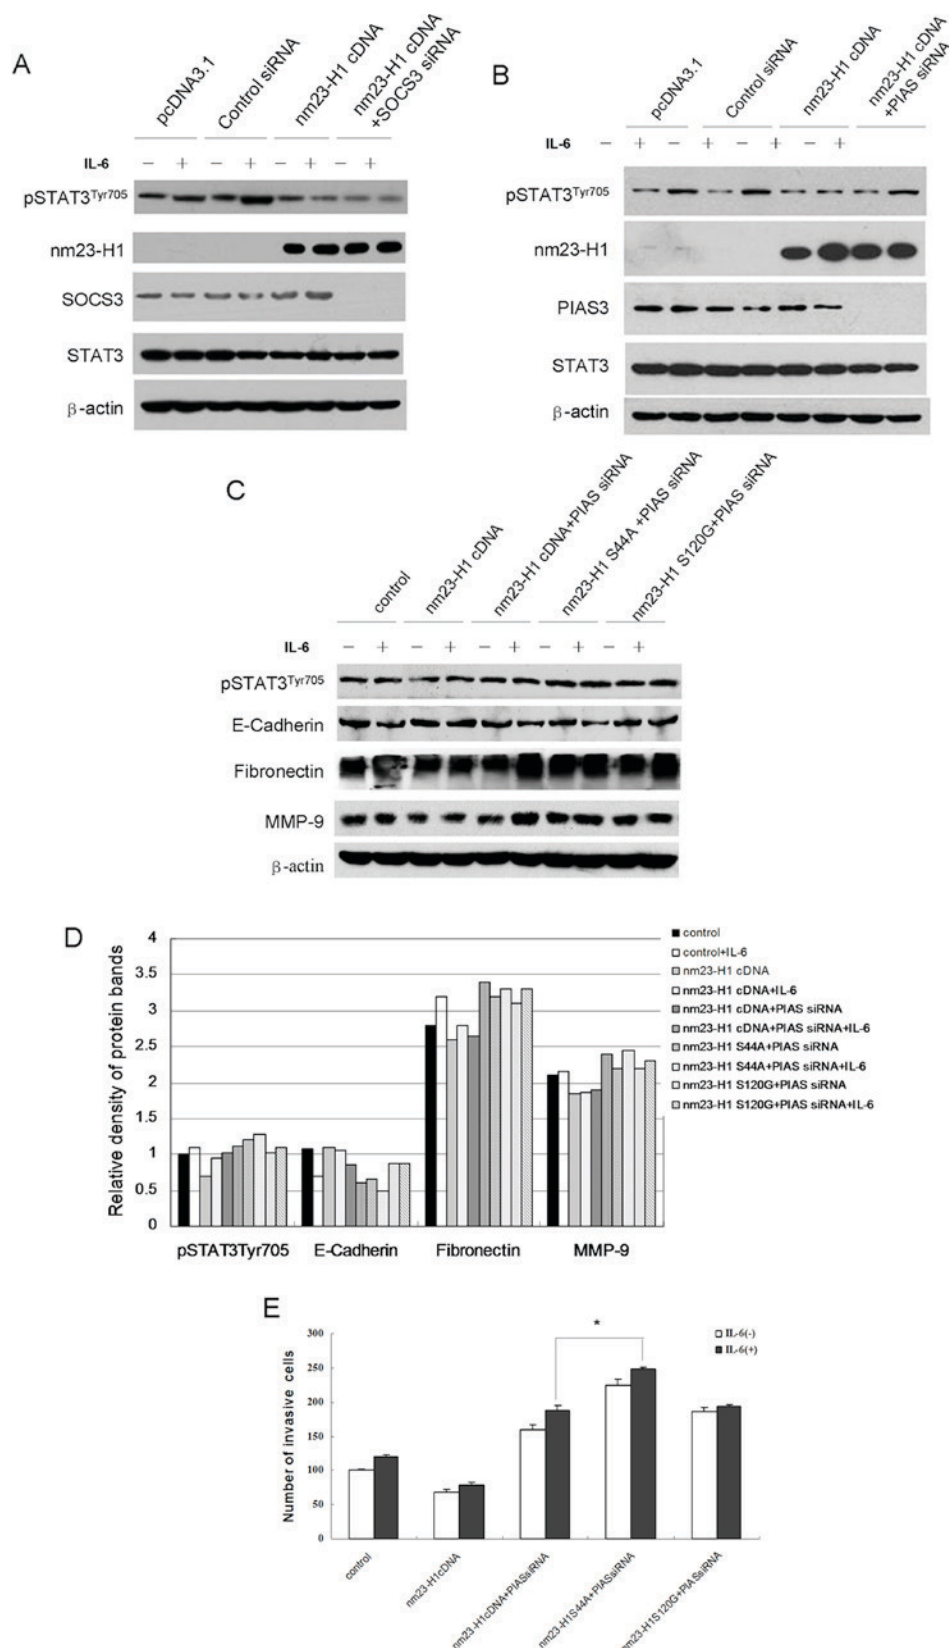 A
pcDNA3.1
Control siRNA
nm23-H1 cDNA
nm23-H1 cDNA
+SOCS3 siRNA
IL-6 − + − + − + − +
pSTAT3Tyr705
nm23-H1
SOCS3
STAT3
β-actin
B
pcDNA3.1
Control siRNA
nm23-H1 cDNA
nm23-H1 cDNA
+PIAS siRNA
IL-6 − + − + − + − +
pSTAT3Tyr705
nm23-H1
PIAS3
STAT3
β-actin
C
control
nm23-H1 cDNA
nm23-H1 cDNA+PIAS siRNA
nm23-H1 S44A +PIAS siRNA
nm23-H1 S120G+PIAS siRNA
IL-6 − + − + − + − + − +
pSTAT3Tyr705
E-Cadherin
Fibronectin
MMP-9
β-actin
D
Relative density of protein bands
4
3.5
3
2.5
2
1.5
1
0.5
0
pSTAT3Tyr705 E-Cadherin Fibronectin MMP-9
control
control+IL-6
nm23-H1 cDNA
nm23-H1 cDNA+IL-6
nm23-H1 cDNA+PIAS siRNA
nm23-H1 cDNA+PIAS siRNA+IL-6
nm23-H1 S44A+PIAS siRNA
nm23-H1 S44A+PIAS siRNA+IL-6
nm23-H1 S120G+PIAS siRNA
nm23-H1 S120G+PIAS siRNA+IL-6
E
Number of invasive cells
300
250
200
150
100
50
0
*
IL-6(-)
IL-6(+)
control
nm23-H1cDNA
nm23-H1cDNA+PIASsiRNA
nm23-H1S44A+PIASsiRNA
nm23-H1S120G+PIASsiRNA